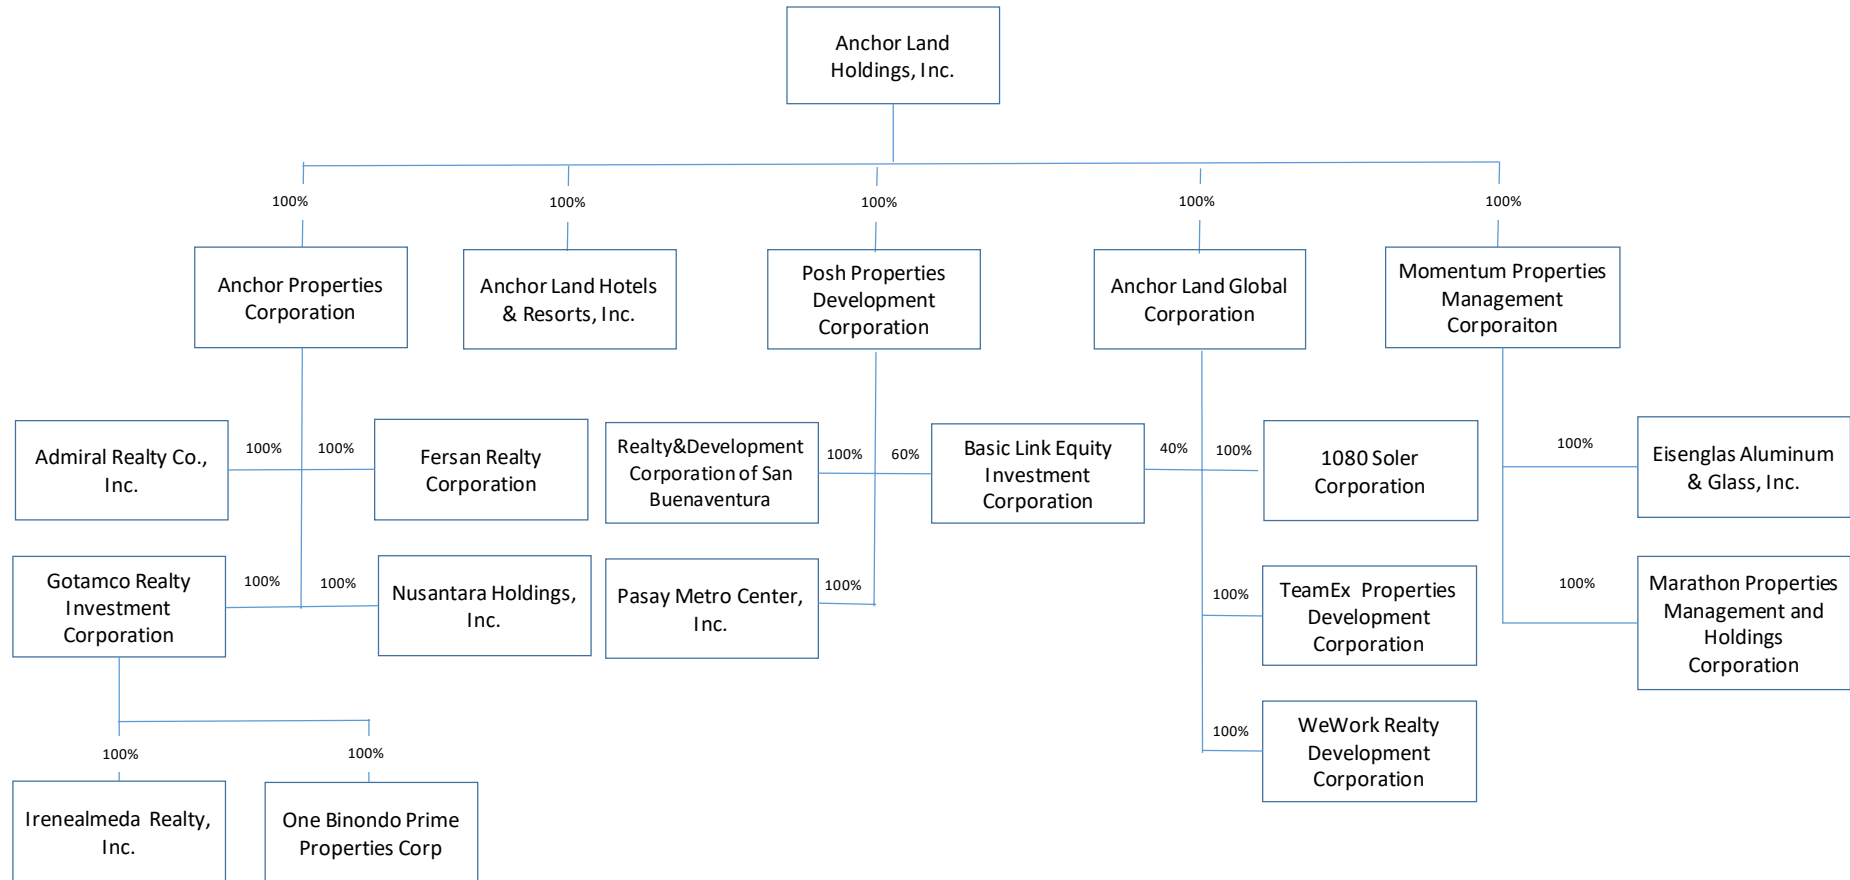 Anchor Land
Holdings, Inc.
100%
100%
100%
100%
100%
Anchor Properties
Corporation
Anchor Land Hotels
& Resorts, Inc.
Posh Properties
Development
Corporation
Anchor Land Global
Corporation
Momentum Properties
Management
Corporaiton
Admiral Realty Co.,
Inc.
100%
100%
Fersan Realty
Corporation
Realty&Development
Corporation of San
Buenaventura
100%
60%
Basic Link Equity
Investment
Corporation
40%
100%
1080 Soler
Corporation
100%
Eisenglas Aluminum
& Glass, Inc.
Gotamco Realty
Investment
Corporation
100%
100%
Nusantara Holdings,
Inc.
Pasay Metro Center,
Inc.
100%
100%
TeamEx Properties
Development
Corporation
100%
Marathon Properties
Management and
Holdings
Corporation
100%
WeWork Realty
Development
Corporation
100%
100%
Irenealmeda Realty,
Inc.
One Binondo Prime
Properties Corp